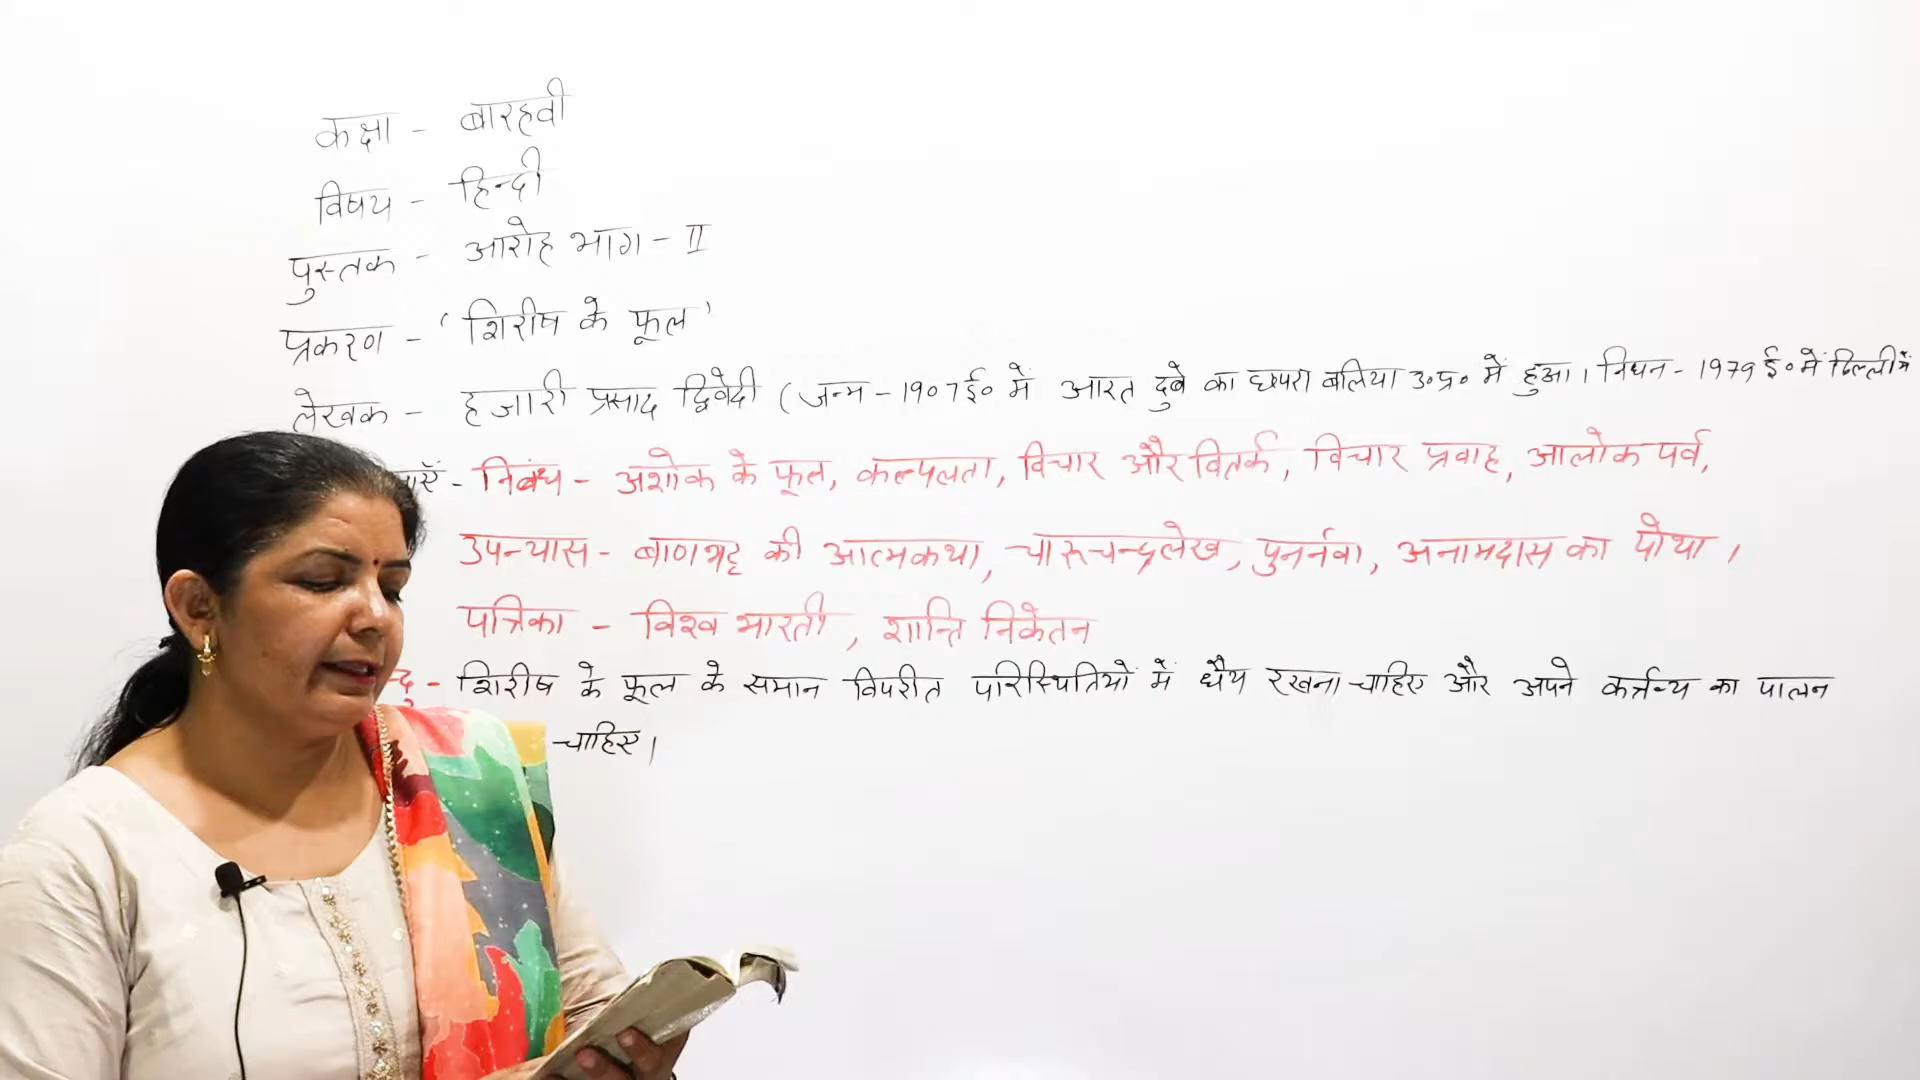 कक्षा - बारहवी
विषय - हिन्दी
पुस्तक - आरोह भाग - II
प्रकरण - 'शिरीष के फूल'
लेखक - हजारी प्रसाद द्विवेदी (जन्म - 1907 ई० में आरत दुबे का छपरा बलिया उ०प्र० में हुआ। निधन - 1979 ई० में दिल्ली में
- निबंध - अशोक के फूल, कल्पलता, विचार और वितर्क, विचार प्रवाह, आलोक पर्व,
उपन्यास - बाणभट्ट की आत्मकथा, चारूचन्द्रलेख, पुनर्नवा, अनामदास का पोथा।
पत्रिका - विश्व भारती, शान्ति निकेतन
- शिरीष के फूल के समान विपरीत परिस्थितियों में धैय रखना चाहिए और अपने कर्त्तव्य का पालन
चाहिए।